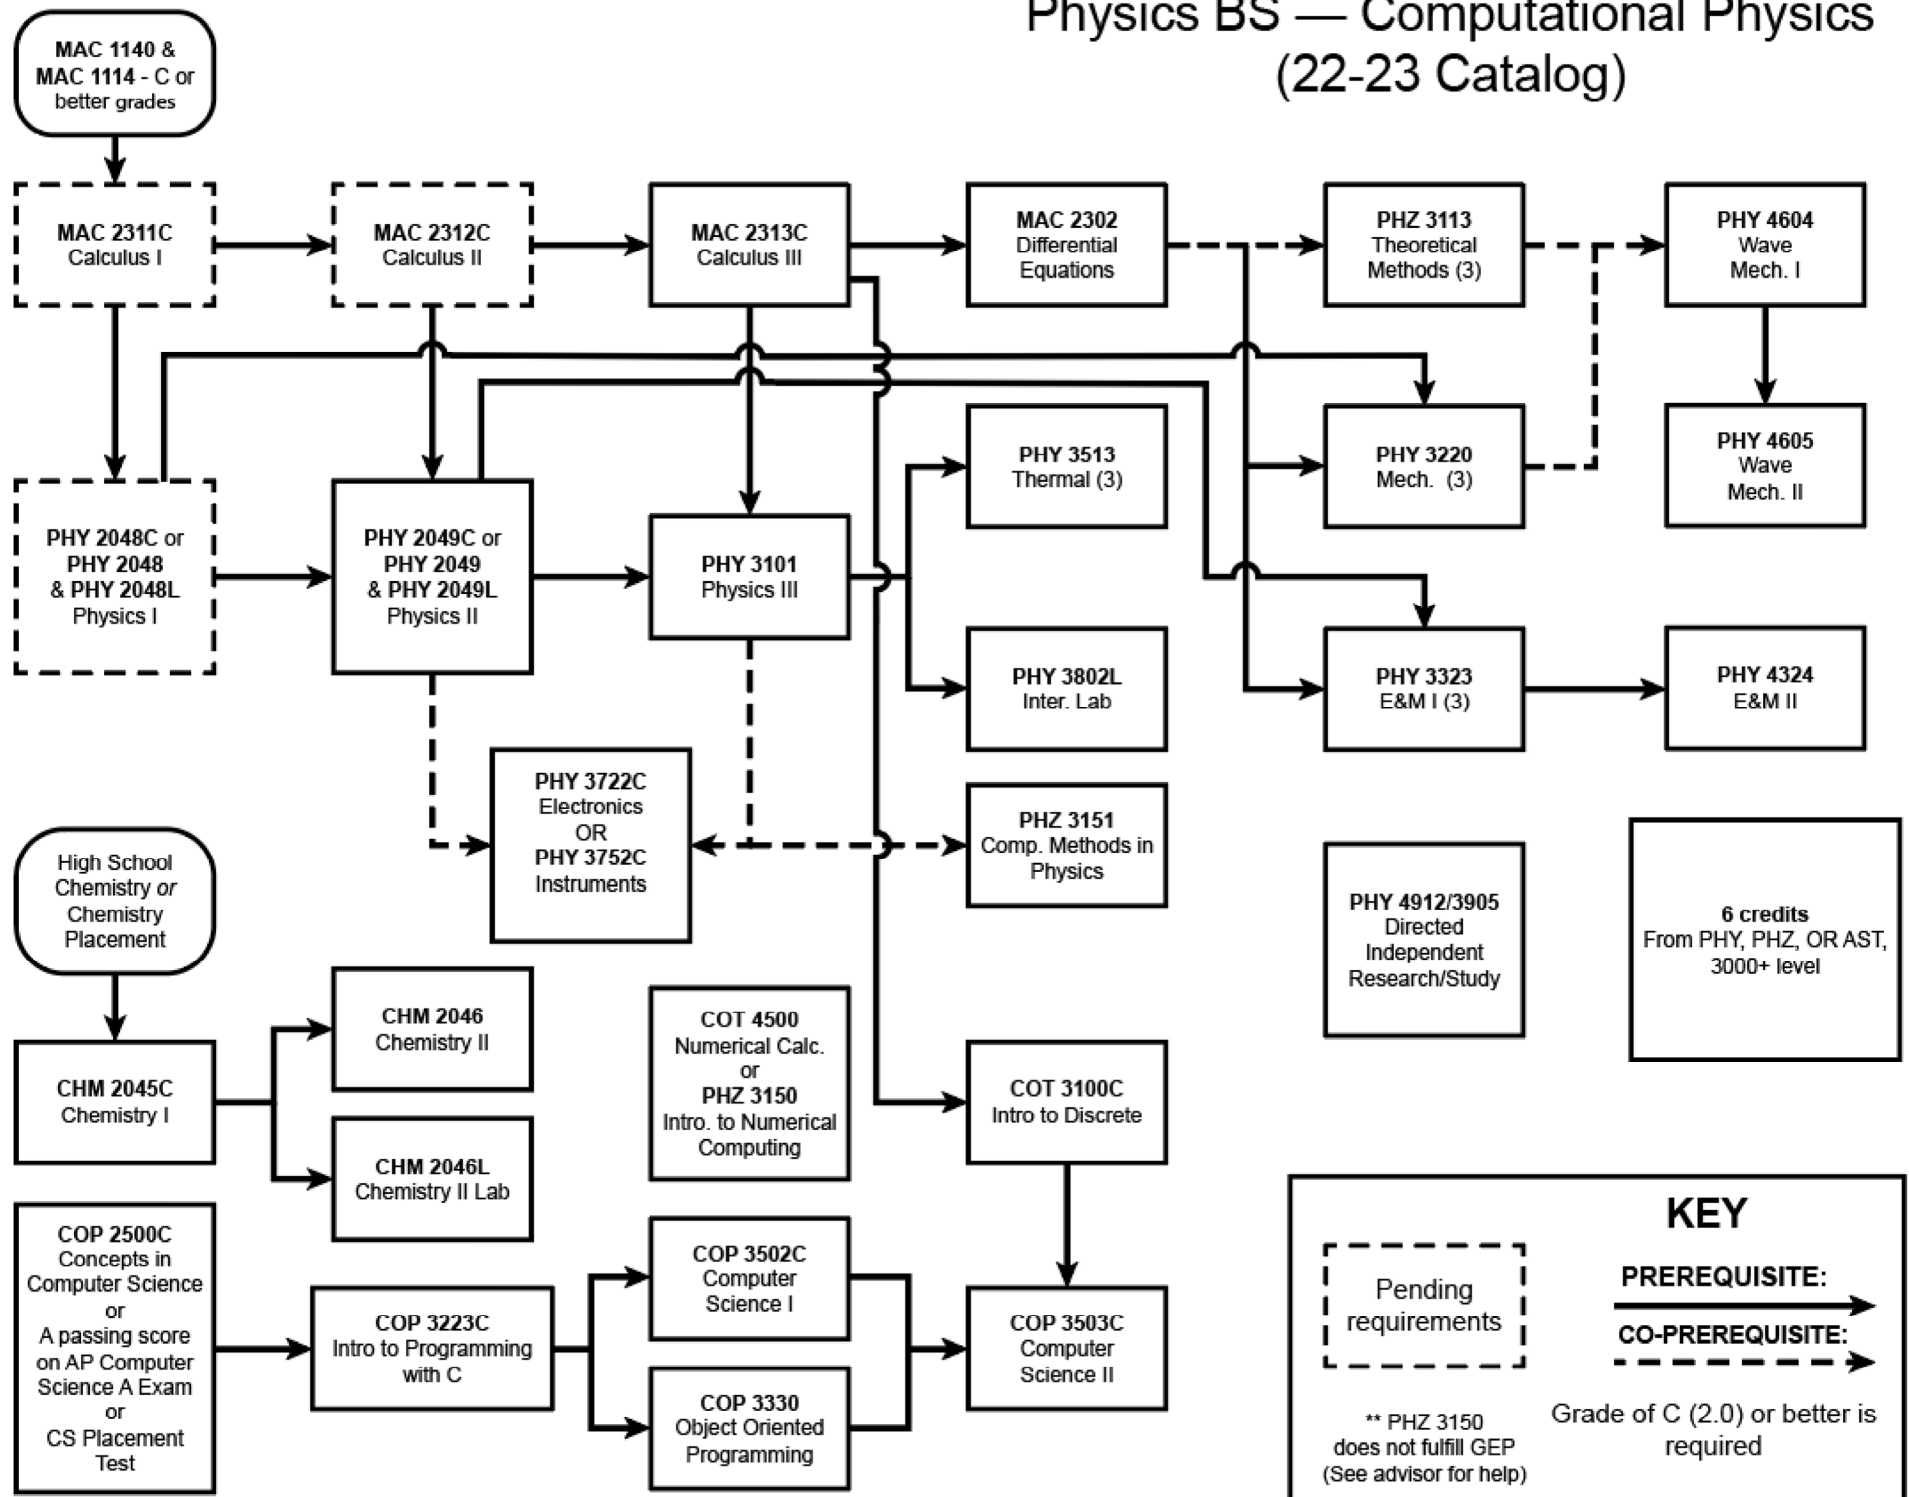 Physics BS — Computational Physics
(22-23 Catalog)
MAC 1140 &
MAC 1114 - C or
better grades
MAC 2311C
Calculus I
MAC 2312C
Calculus II
MAC 2313C
Calculus III
MAC 2302
Differential
Equations
PHZ 3113
Theoretical
Methods (3)
PHY 4604
Wave
Mech. I
PHY 3513
Thermal (3)
PHY 3220
Mech. (3)
PHY 4605
Wave
Mech. II
PHY 2048C or
PHY 2048
& PHY 2048L
Physics I
PHY 2049C or
PHY 2049
& PHY 2049L
Physics II
PHY 3101
Physics III
PHY 3802L
Inter. Lab
PHY 3323
E&M I (3)
PHY 4324
E&M II
PHY 3722C
Electronics
OR
PHY 3752C
Instruments
PHZ 3151
Comp. Methods in
Physics
PHY 4912/3905
Directed
Independent
Research/Study
6 credits
From PHY, PHZ, OR AST,
3000+ level
High School
Chemistry or
Chemistry
Placement
CHM 2045C
Chemistry I
CHM 2046
Chemistry II
CHM 2046L
Chemistry II Lab
COT 4500
Numerical Calc.
or
PHZ 3150
Intro. to Numerical
Computing
COT 3100C
Intro to Discrete
COP 2500C
Concepts in
Computer Science
or
A passing score
on AP Computer
Science A Exam
or
CS Placement
Test
COP 3223C
Intro to Programming
with C
COP 3502C
Computer
Science I
COP 3330
Object Oriented
Programming
COP 3503C
Computer
Science II
KEY
Pending
requirements
PREREQUISITE:
CO-PREREQUISITE:
** PHZ 3150
does not fulfill GEP
(See advisor for help)
Grade of C (2.0) or better is
required